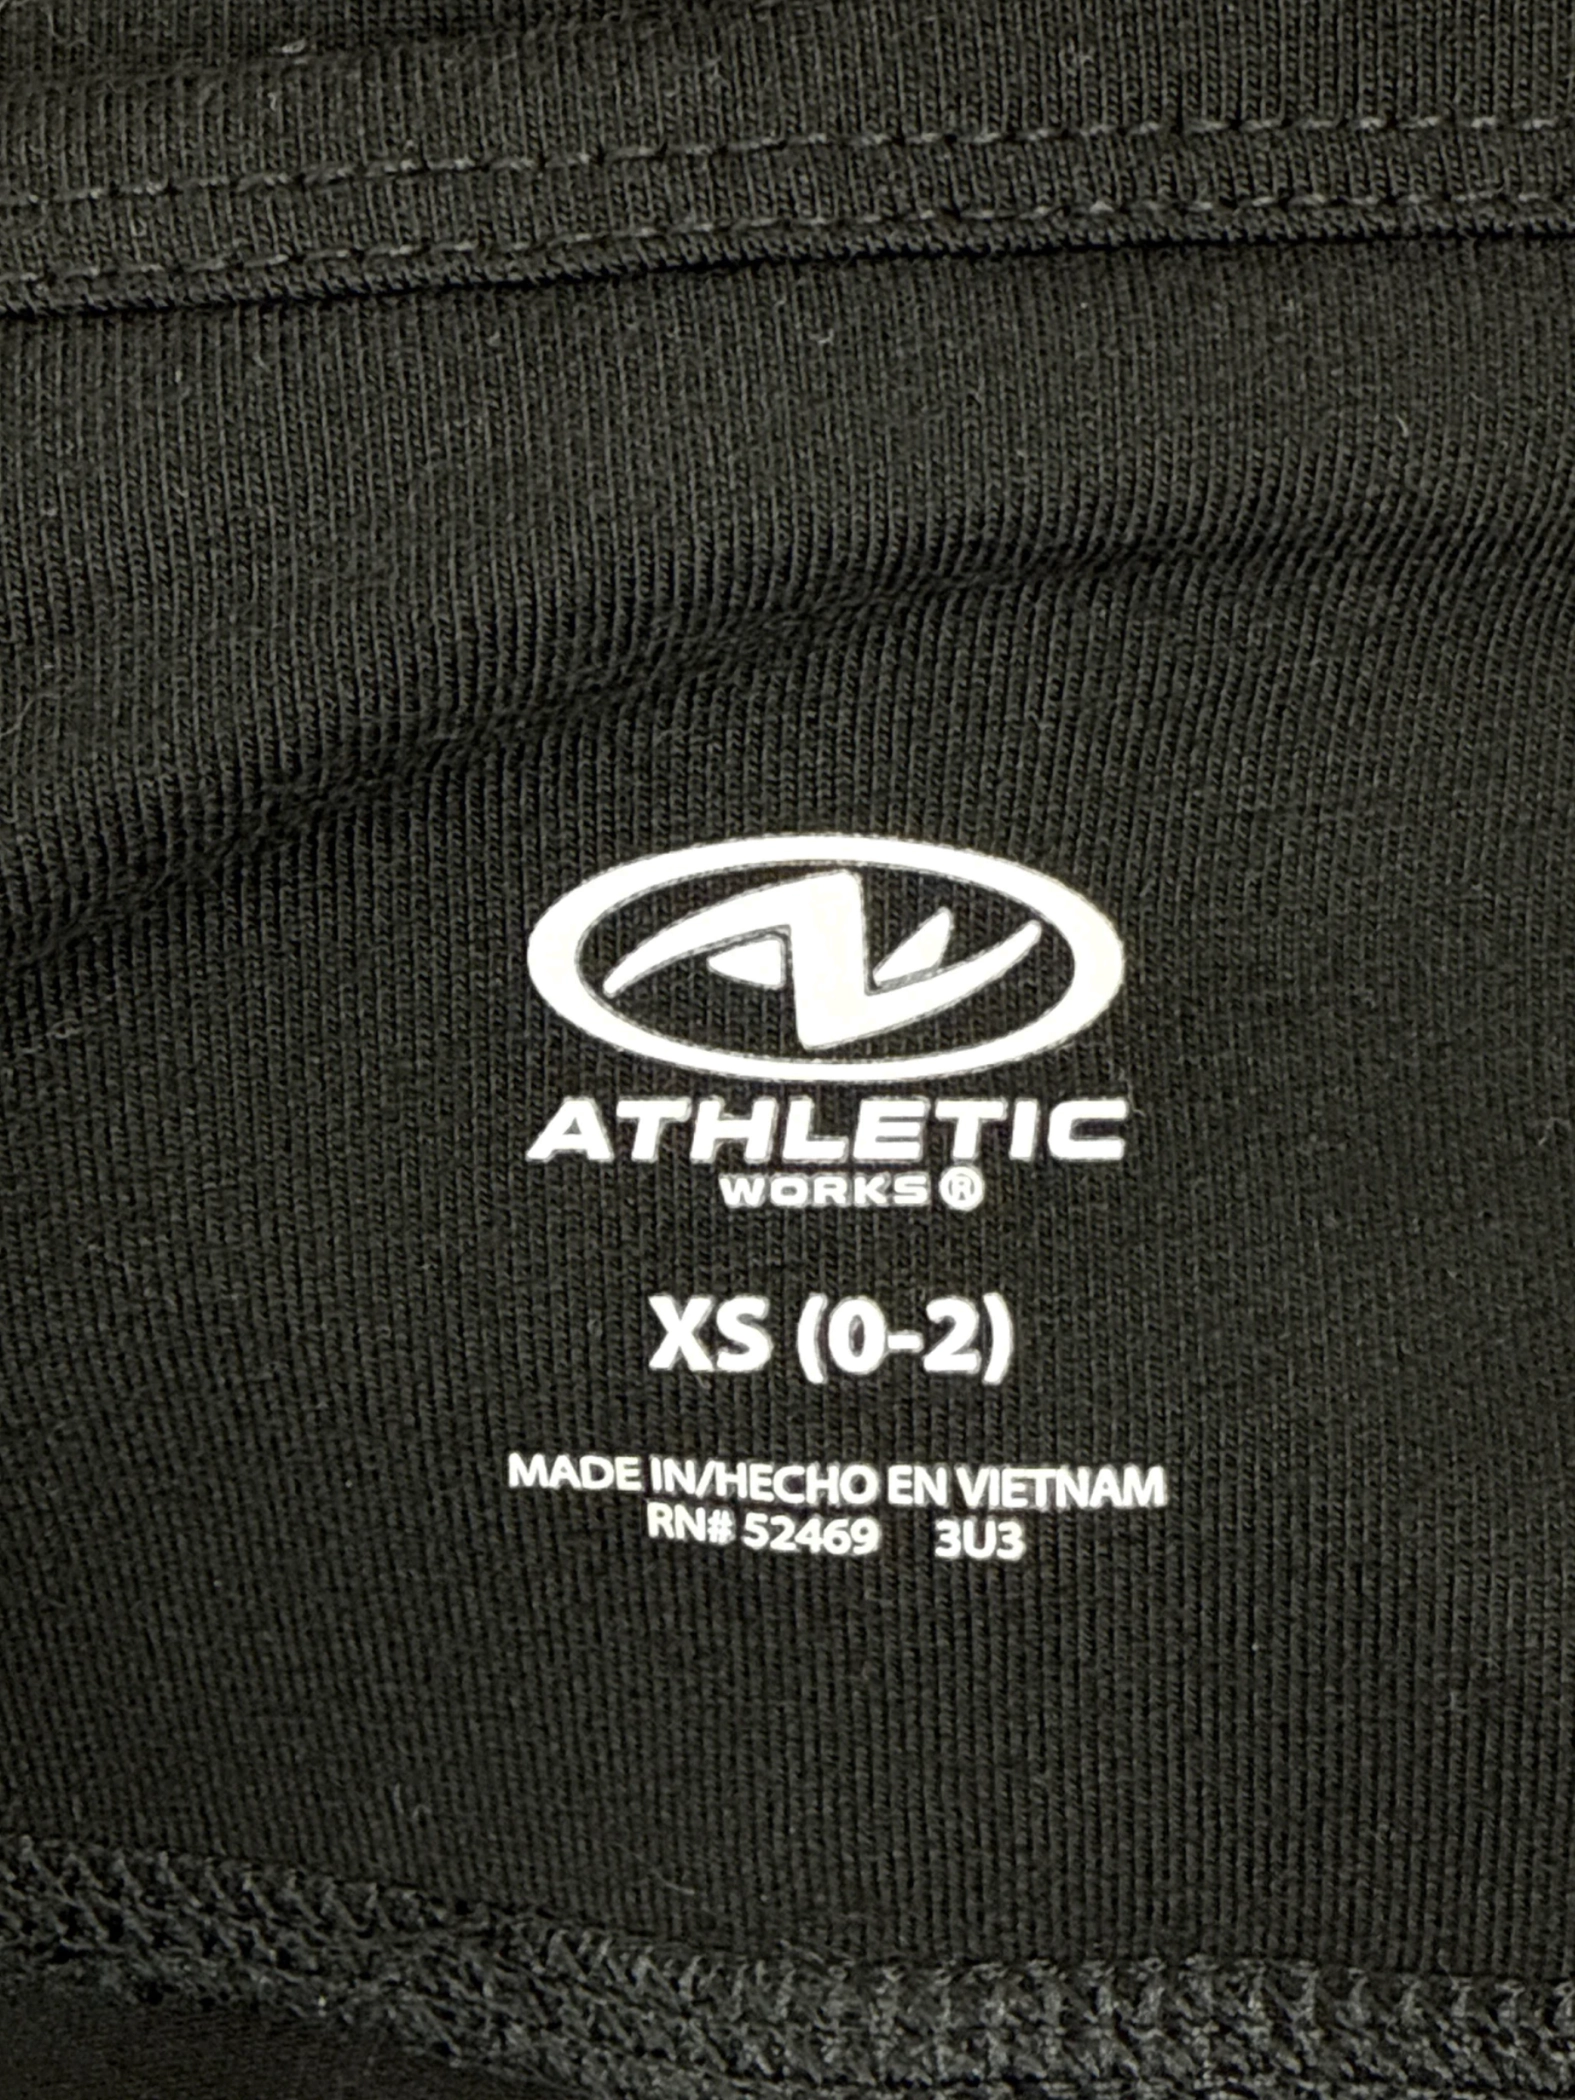 ATHLETIC
WORKS®
XS (0-2)
MADE IN/HECHO EN VIETNAM
RN# 52469 3U3